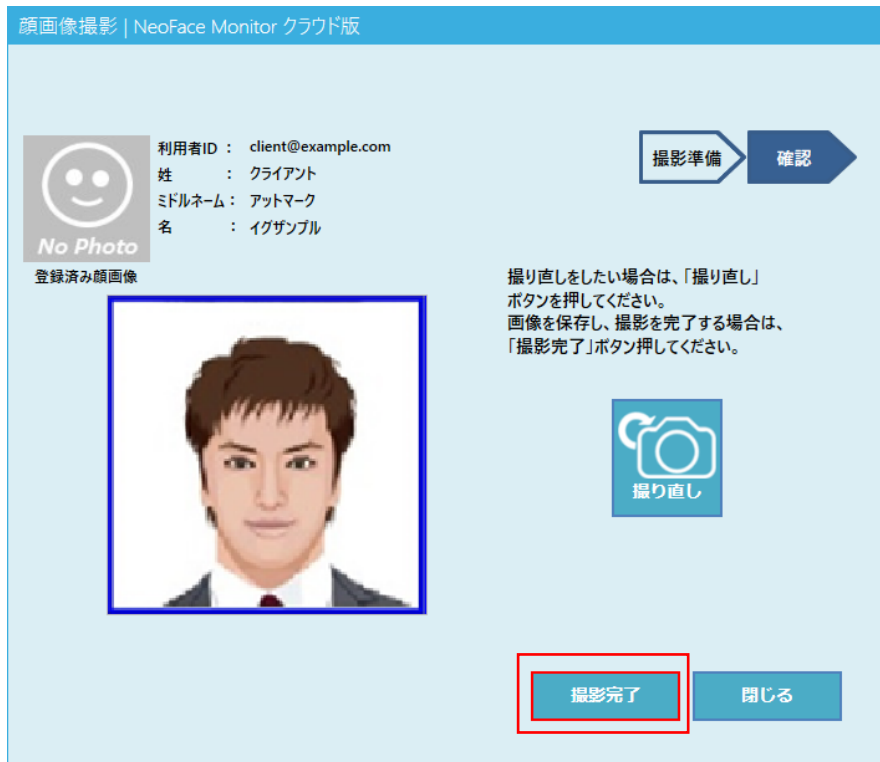 顔画像撮影 | NeoFace Monitor クラウド版
No Photo
登録済み顔画像
利用者ID : client@example.com
姓 : クライアント
ミドルネーム : アットマーク
名 : イグザンプル
撮影準備
確認
撮り直しをしたい場合は、「撮り直し」
ボタンを押してください。
画像を保存し、撮影を完了する場合は、
「撮影完了」ボタン押してください。
撮り直し
撮影完了
閉じる